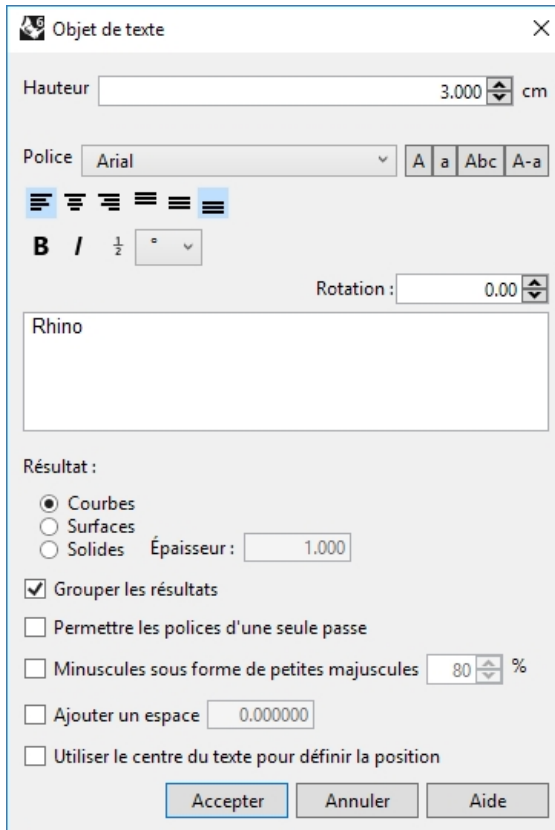 6
Objet de texte
Hauteur 3.000 cm
Police Arial A a Abc A-a
B I ½ °
Rotation : 0.00
Rhino
Résultat :
Courbes
Surfaces
Solides Épaisseur : 1.000
Grouper les résultats
Permettre les polices d'une seule passe
Minuscules sous forme de petites majuscules 80 %
Ajouter un espace 0.000000
Utiliser le centre du texte pour définir la position
Accepter Annuler Aide